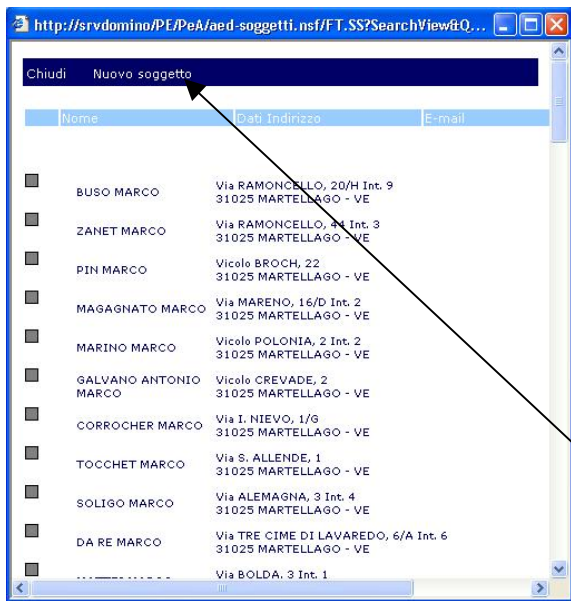 http://srvdomino/PE/PeA/aed-soggetti.nsf/FT.SS?SearchView&Q...
Chiudi Nuovo soggetto
Nome Dati Indirizzo E-mail
BUSO MARCO Via RAMONCELLO, 20/H Int. 9
31025 MARTELLAGO - VE
ZANET MARCO Via RAMONCELLO, 44 Int. 3
31025 MARTELLAGO - VE
PIN MARCO Vicolo BROCH, 22
31025 MARTELLAGO - VE
MAGAGNATO MARCO Via MARENO, 16/D Int. 2
31025 MARTELLAGO - VE
MARINO MARCO Vicolo POLONIA, 2 Int. 2
31025 MARTELLAGO - VE
GALVANO ANTONIO MARCO Vicolo CREVADE, 2
31025 MARTELLAGO - VE
CORROCHER MARCO Via I. NIEVO, 1/G
31025 MARTELLAGO - VE
TOCCHET MARCO Via S. ALLENDE, 1
31025 MARTELLAGO - VE
SOLIGO MARCO Via ALEMAGNA, 3 Int. 4
31025 MARTELLAGO - VE
DA RE MARCO Via TRE CIME DI LAVAREDO, 6/A Int. 6
31025 MARTELLAGO - VE
Via BOLDA, 3 Int. 1